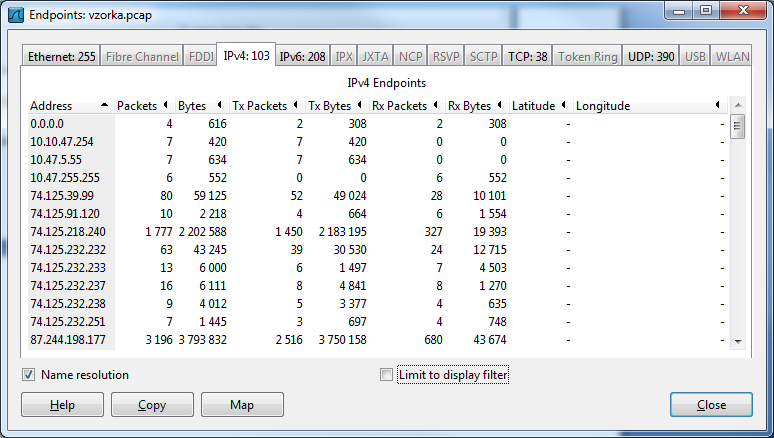 Endpoints: vzorka.pcap
Ethernet: 255 Fibre Channel FDDI IPv4: 103 IPv6: 208 IPX JXTA NCP RSVP SCTP TCP: 38 Token Ring UDP: 390 USB WLAN
IPv4 Endpoints
Address Packets Bytes Tx Packets Tx Bytes Rx Packets Rx Bytes Latitude Longitude
0.0.0.0 4 616 2 308 2 308 - -
10.10.47.254 7 420 7 420 0 0 - -
10.47.5.55 7 634 7 634 0 0 - -
10.47.255.255 6 552 0 0 6 552 - -
74.125.39.99 80 59 125 52 49 024 28 10 101 - -
74.125.91.120 10 2 218 4 664 6 1 554 - -
74.125.218.240 1 777 2 202 588 1 450 2 183 195 327 19 393 - -
74.125.232.232 63 43 245 39 30 530 24 12 715 - -
74.125.232.233 13 6 000 6 1 497 7 4 503 - -
74.125.232.237 16 6 111 8 4 841 8 1 270 - -
74.125.232.238 9 4 012 5 3 377 4 635 - -
74.125.232.251 7 1 445 3 697 4 748 - -
87.244.198.177 3 196 3 793 832 2 516 3 750 158 680 43 674 - -
Name resolution Limit to display filter
Help Copy Map Close